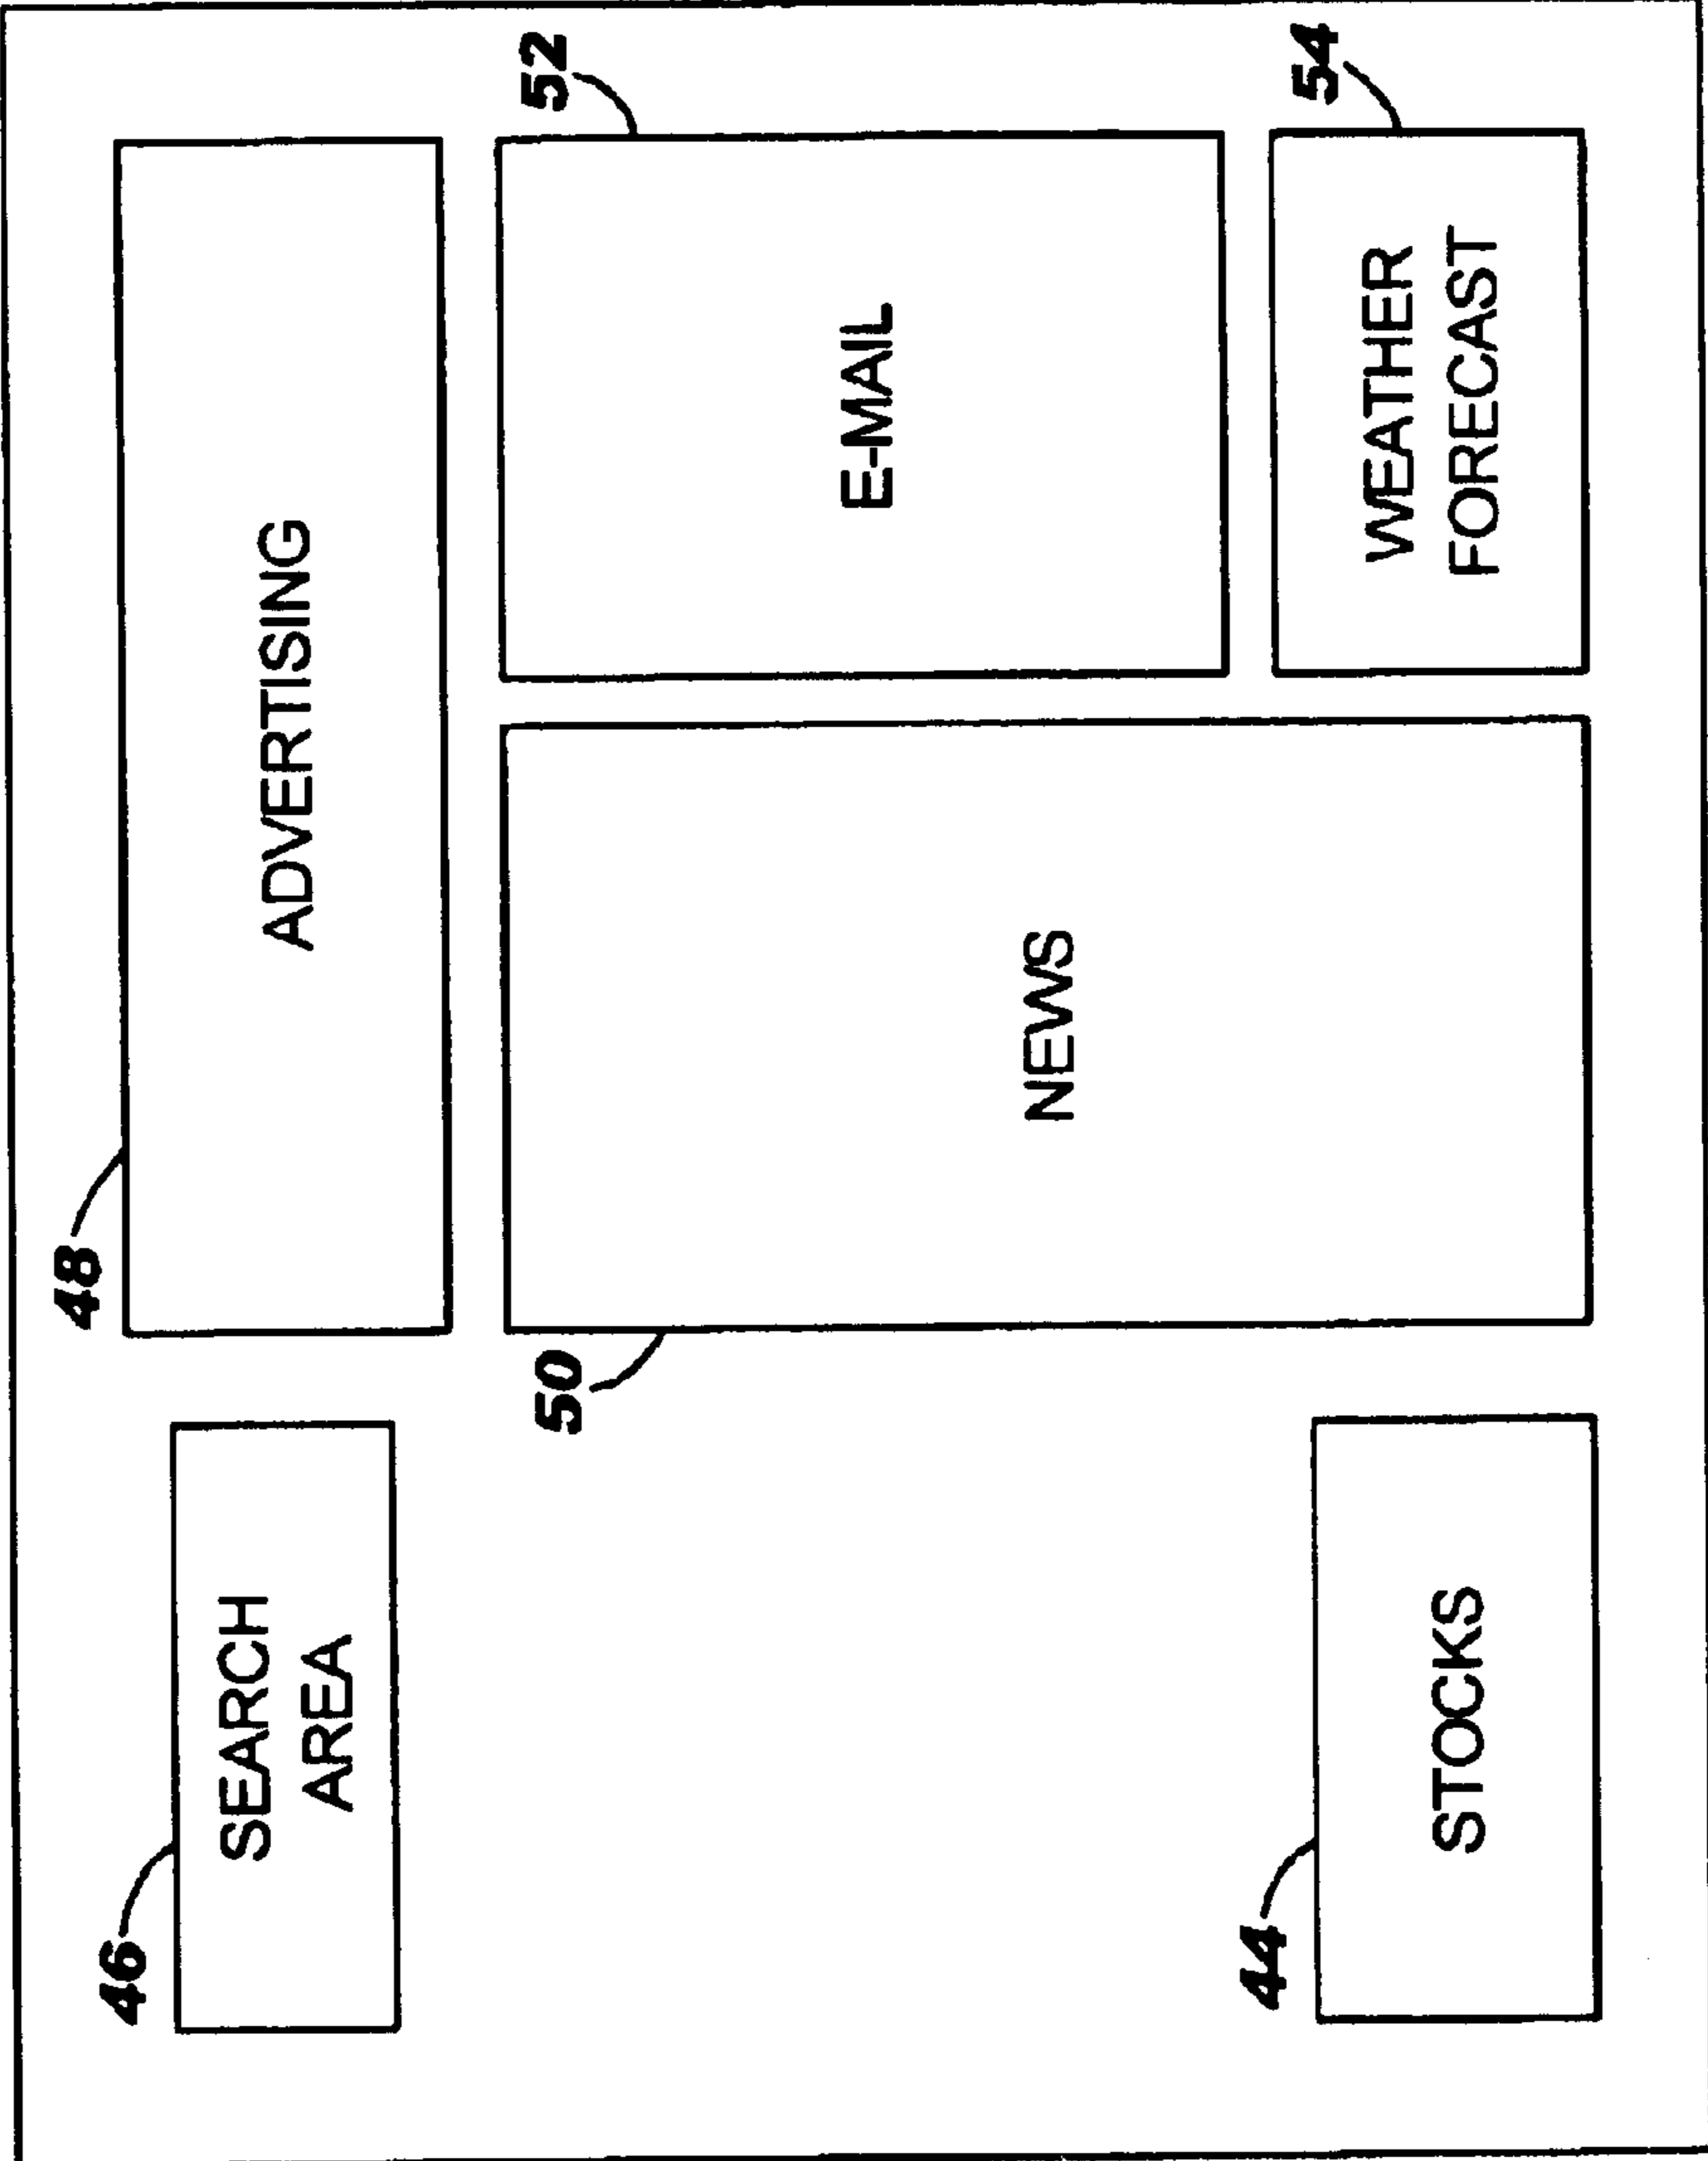 46
SEARCH
AREA
48
ADVERTISING
50
NEWS
52
E-MAIL
44
STOCKS
54
WEATHER
FORECAST